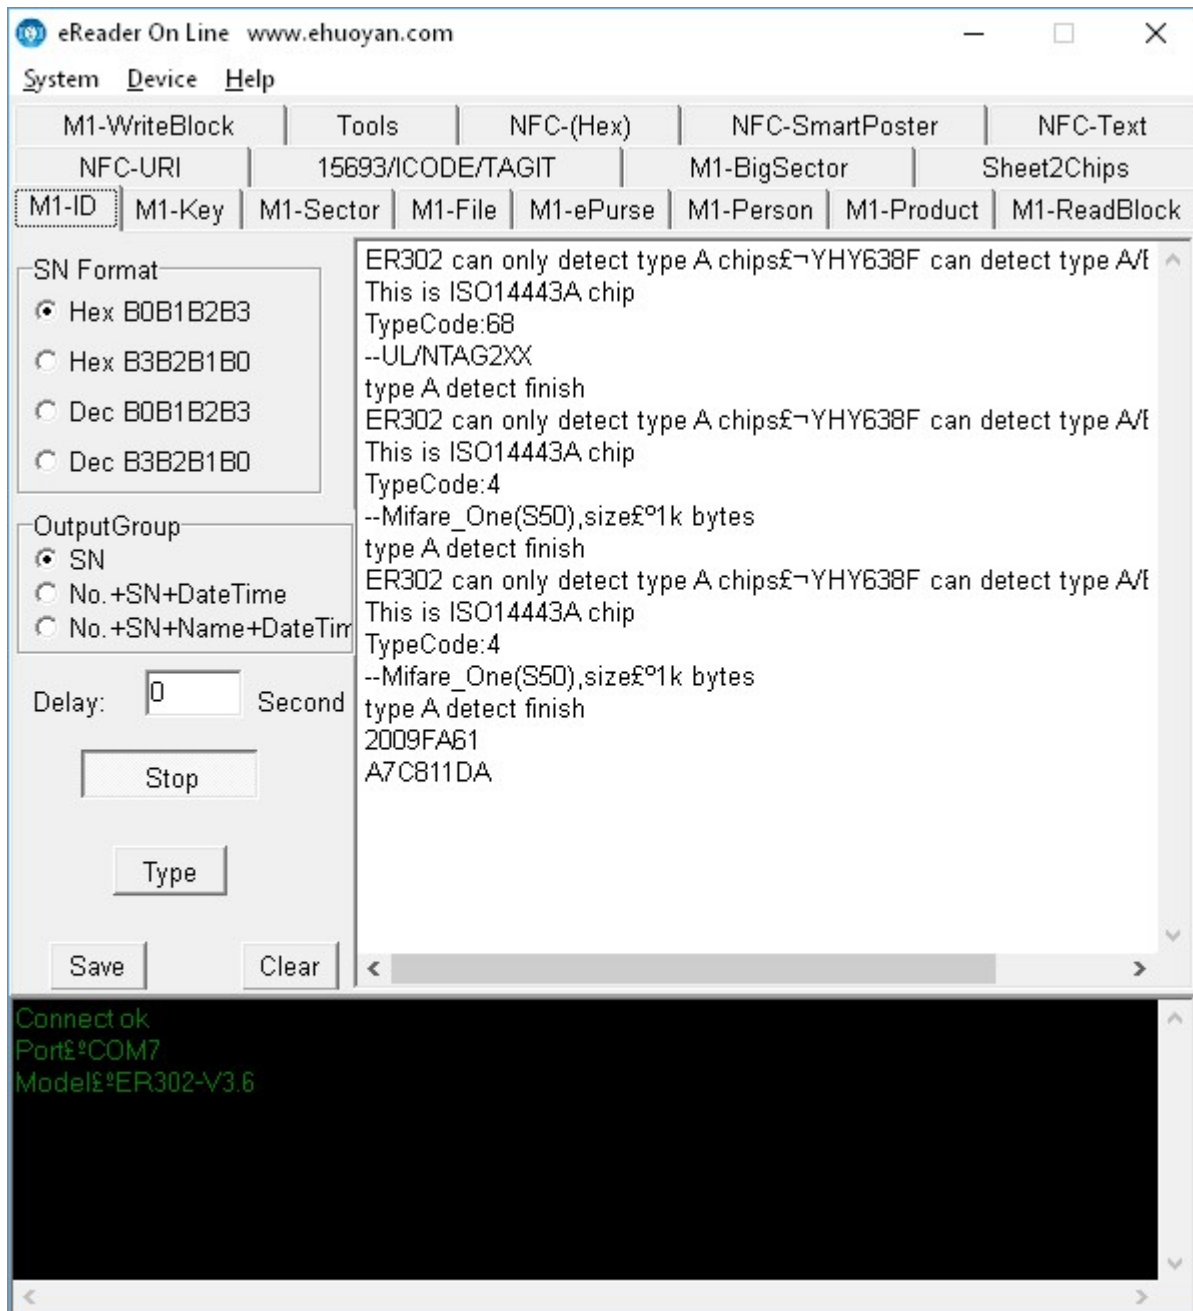 eReader On Line www.ehuoyan.com
System Device Help
M1-WriteBlock Tools NFC-(Hex) NFC-SmartPoster NFC-Text
NFC-URI 15693/ICODE/TAGIT M1-BigSector Sheet2Chips
M1-ID M1-Key M1-Sector M1-File M1-ePurse M1-Person M1-Product M1-ReadBlock
SN Format
Hex B0B1B2B3
Hex B3B2B1B0
Dec B0B1B2B3
Dec B3B2B1B0
OutputGroup
SN
No.+SN+DateTime
No.+SN+Name+DateTim
Delay: 0 Second
Stop
Type
Save Clear
ER302 can only detect type A chips£¬YHY638F can detect type A/
This is ISO14443A chip
TypeCode:68
--UL/NTAG2XX
type A detect finish
ER302 can only detect type A chips£¬YHY638F can detect type A/
This is ISO14443A chip
TypeCode:4
--Mifare_One(S50),size£º1k bytes
type A detect finish
ER302 can only detect type A chips£¬YHY638F can detect type A/
This is ISO14443A chip
TypeCode:4
--Mifare_One(S50),size£º1k bytes
type A detect finish
2009FA61
A7C811DA
Connect ok
Port£ºCOM7
Model£ºER302-V3.6